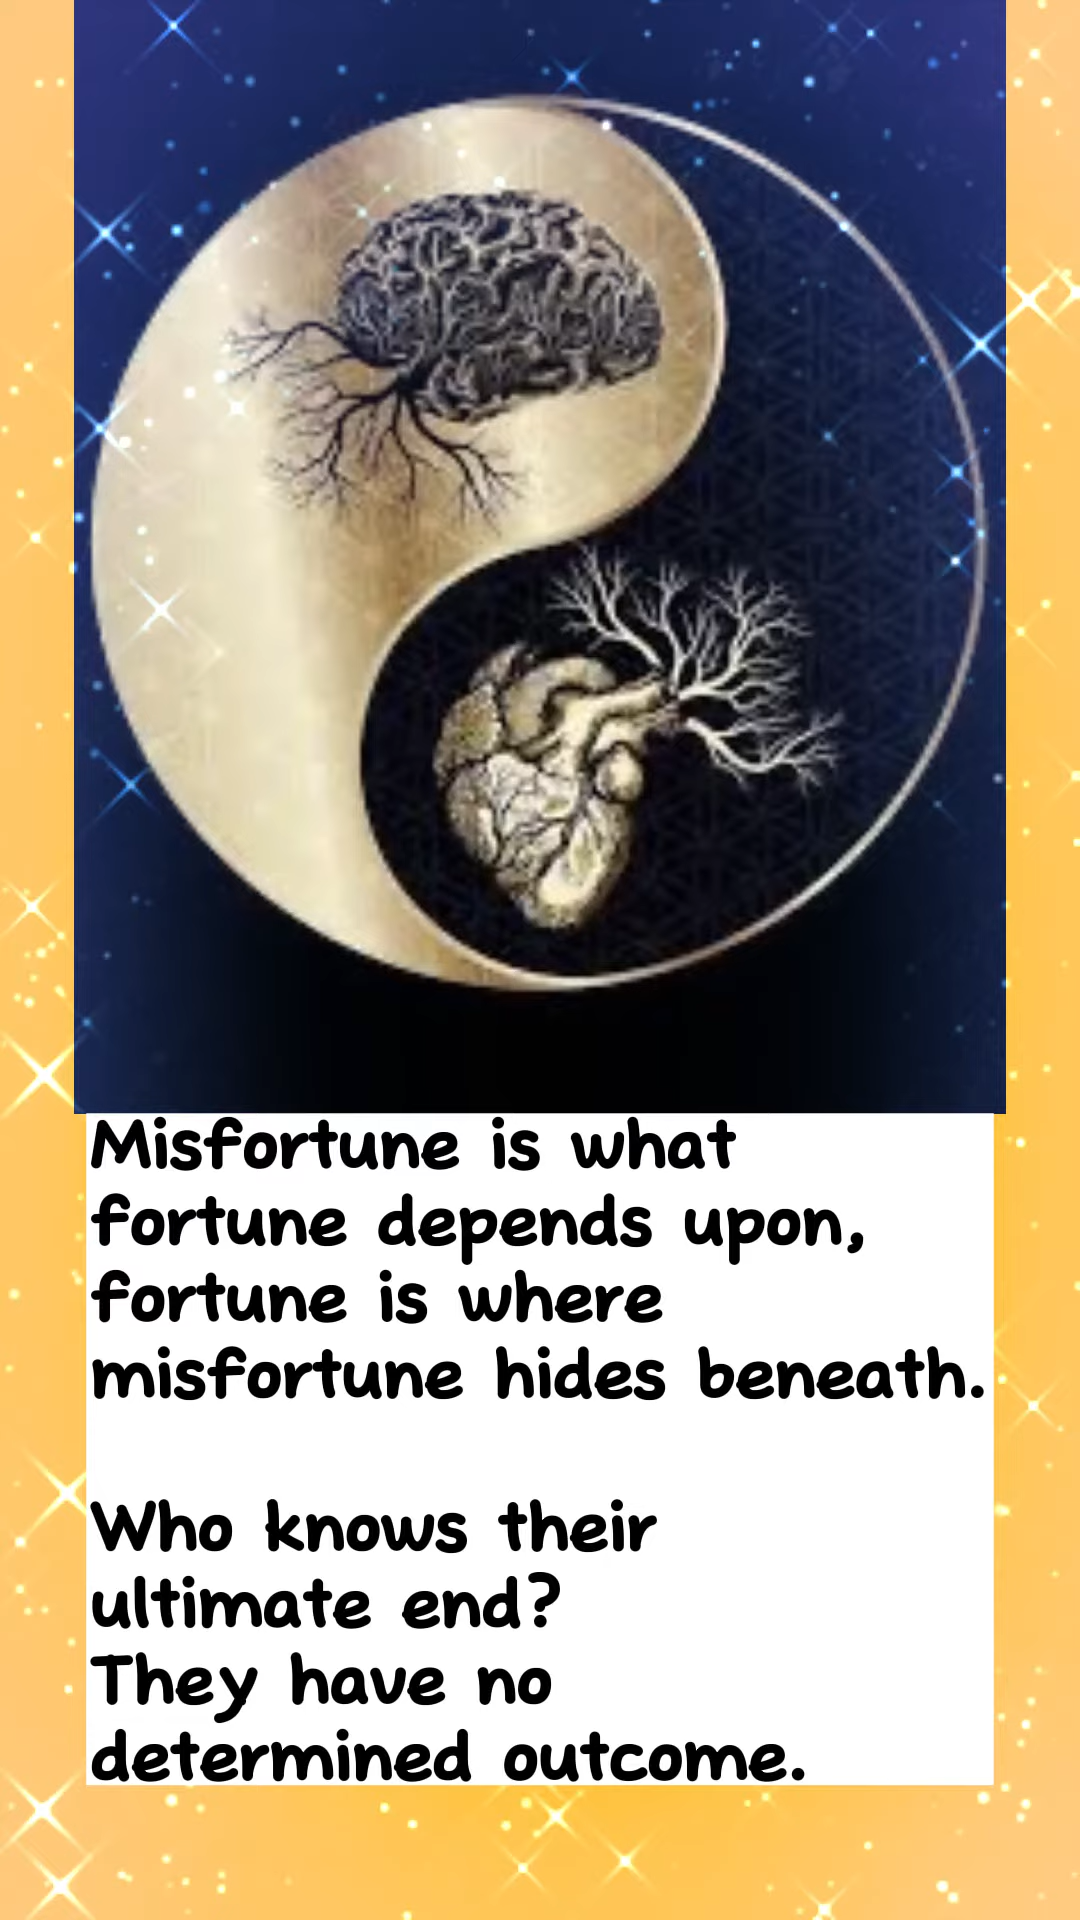 Misfortune is what
fortune depends upon,
fortune is where
misfortune hides beneath.
Who knows their
ultimate end?
They have no
determined outcome.